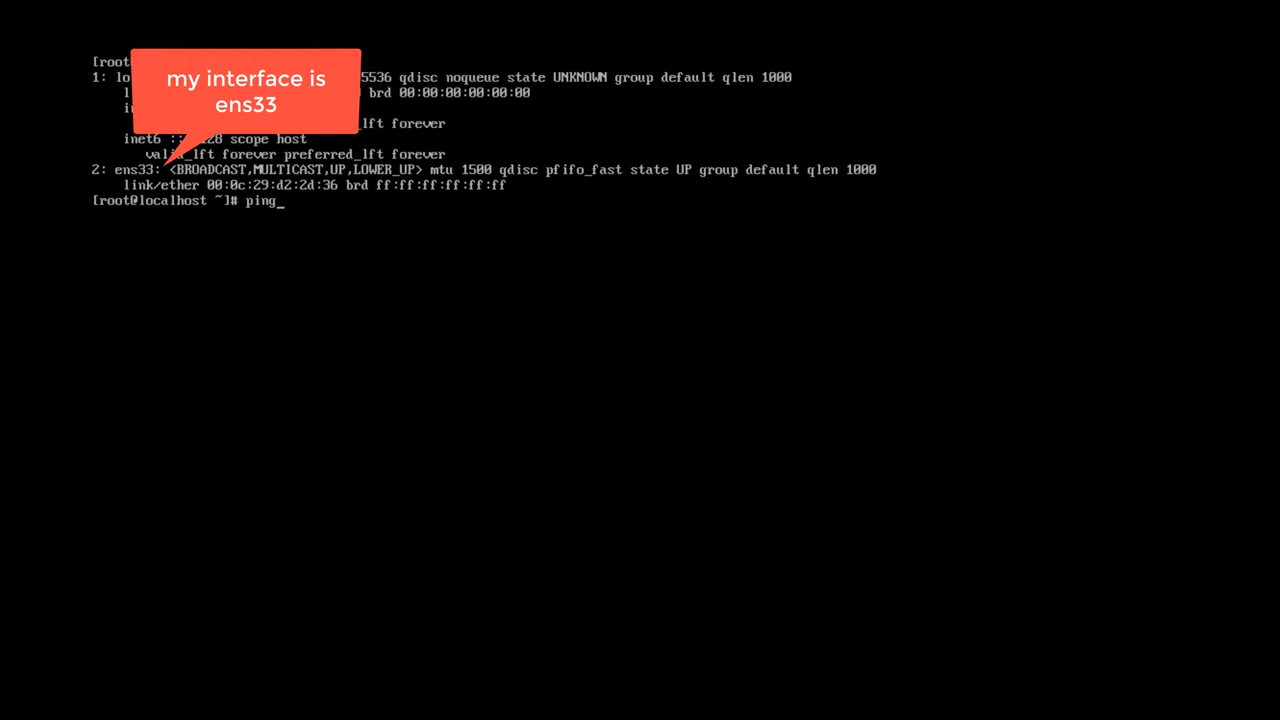 [root
my interface is
ens33
1: lo 5536 qdisc noqueue state UNKNOWN group default qlen 1000
l brd 00:00:00:00:00:00
in _lft forever
inet6 :: 128 scope host
valid_lft forever preferred_lft forever
2: ens33: <BROADCAST,MULTICAST,UP,LOWER_UP> mtu 1500 qdisc pfifo_fast state UP group default qlen 1000
link/ether 00:0c:29:d2:2d:36 brd ff:ff:ff:ff:ff:ff
[root@localhost ~]# ping_